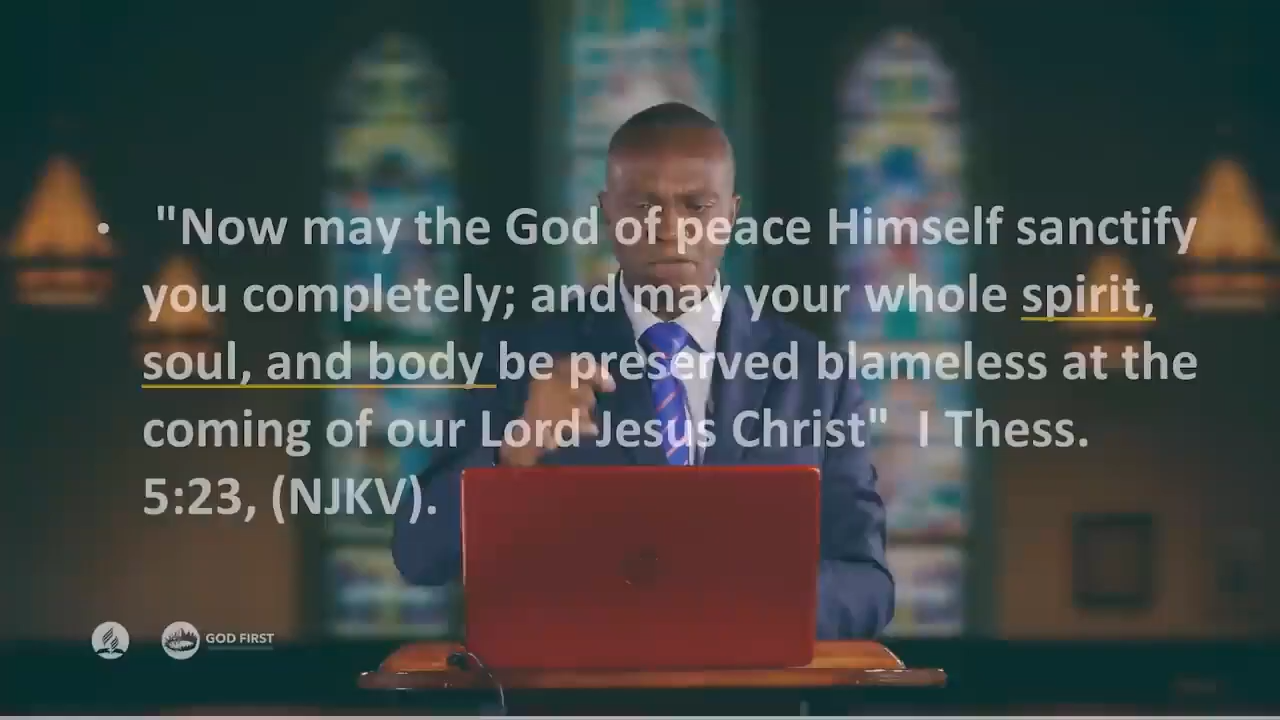 • "Now may the God of peace Himself sanctify
you completely; and may your whole spirit,
soul, and body be preserved blameless at the
coming of our Lord Jesus Christ"  I Thess.
5:23, (NJKV).
GOD FIRST